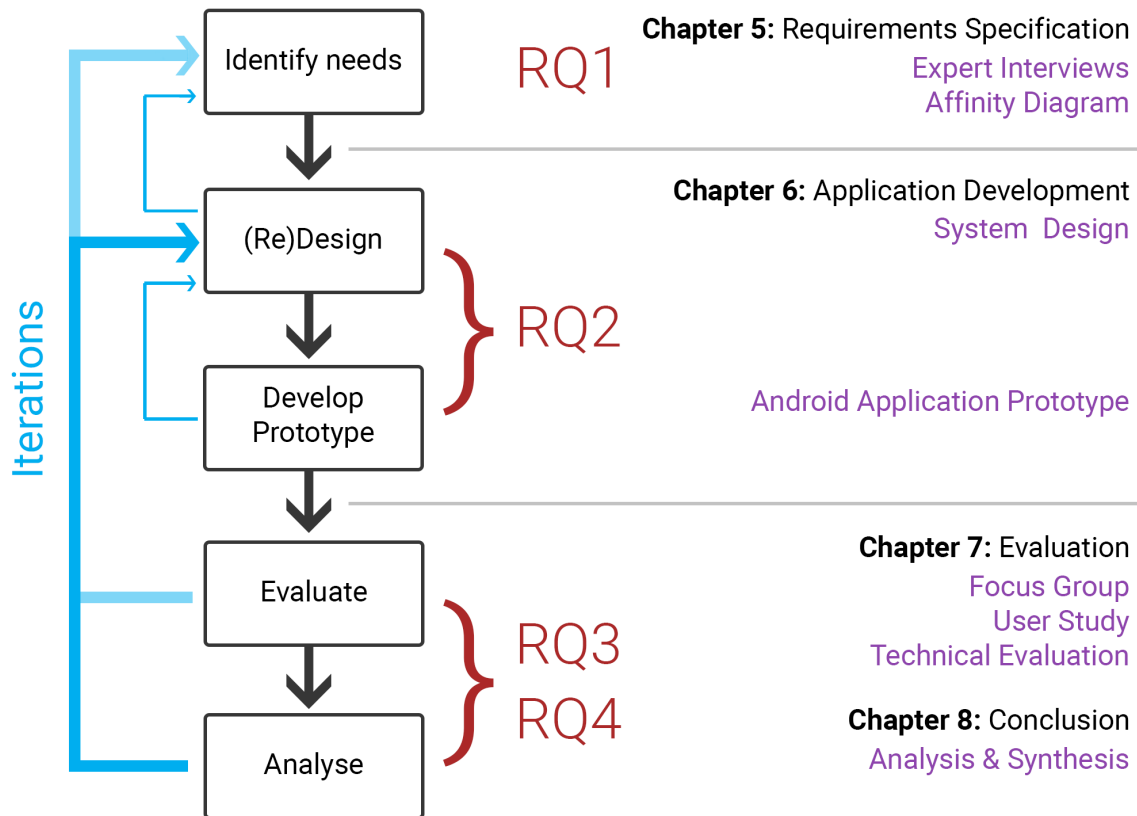 Identify needs
RQ1
Chapter 5: Requirements Specification
Expert Interviews
Affinity Diagram
(Re)Design
Chapter 6: Application Development
System Design
Iterations
RQ2
Develop
Prototype
Android Application Prototype
Evaluate
Chapter 7: Evaluation
Focus Group
User Study
Technical Evaluation
RQ3
RQ4
Analyse
Chapter 8: Conclusion
Analysis & Synthesis